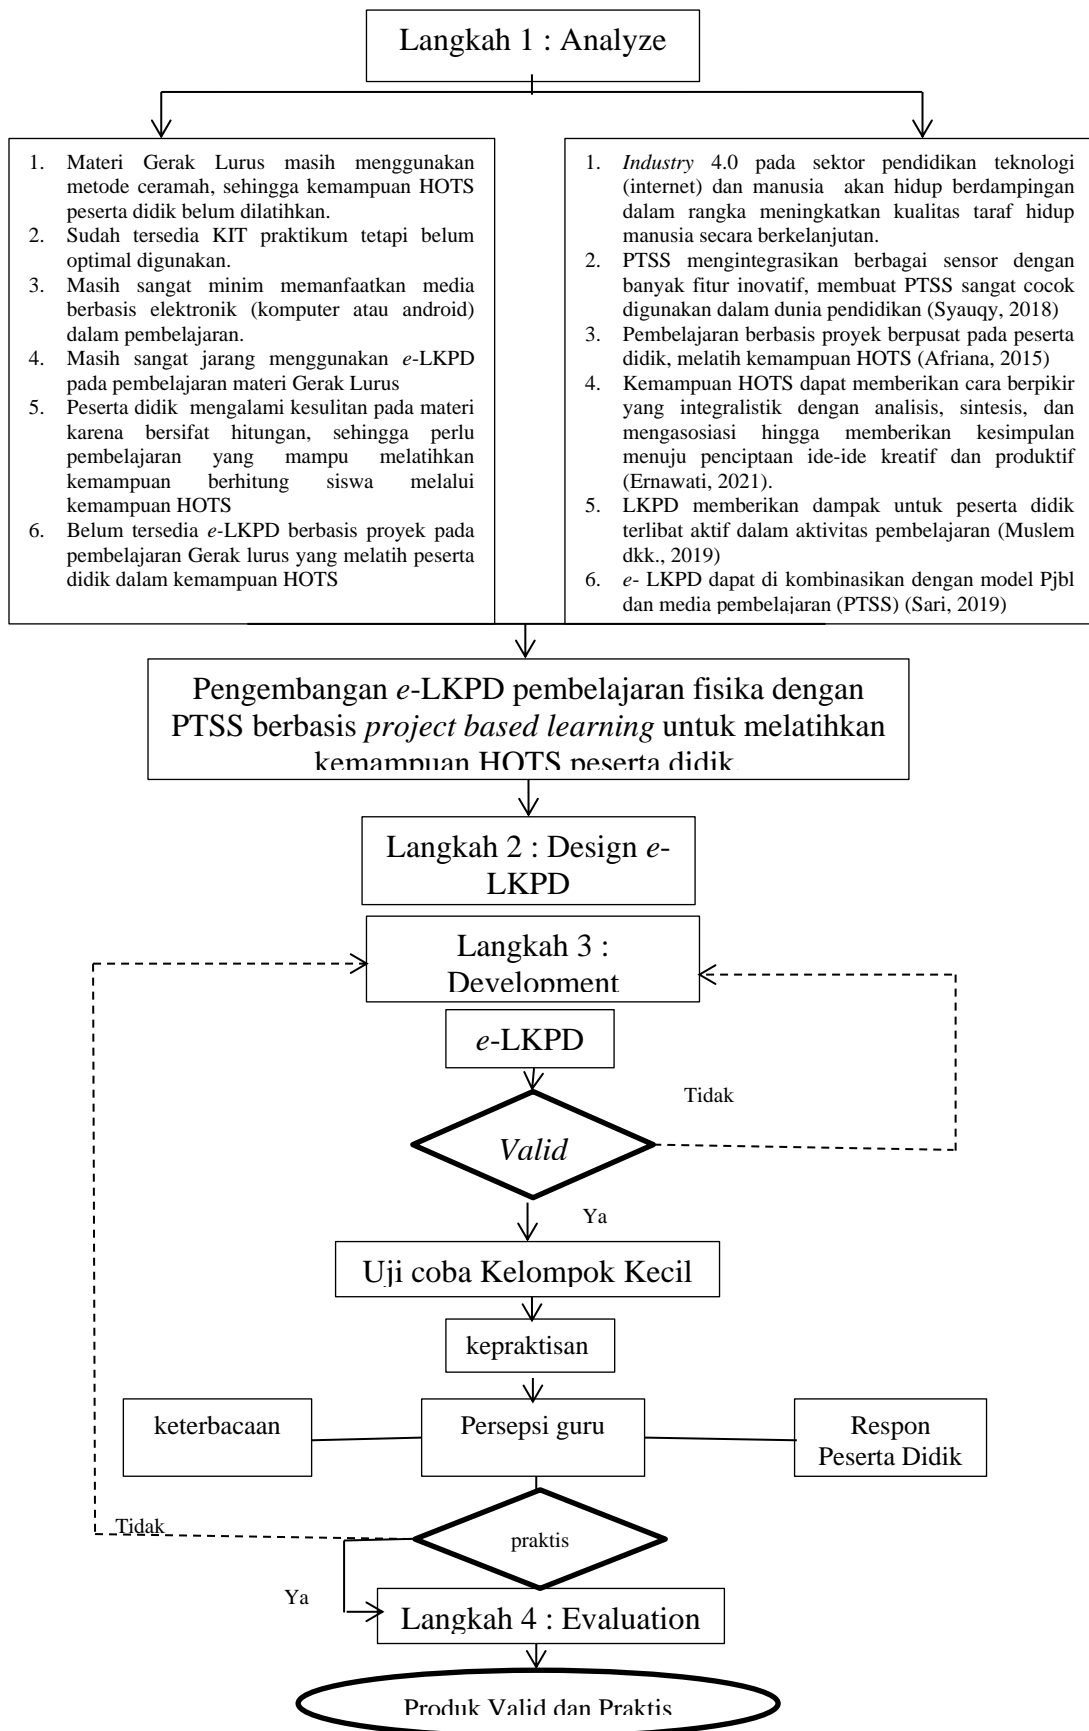 Langkah 1 : Analyze
1. Materi Gerak Lurus masih menggunakan
metode ceramah, sehingga kemampuan HOTS
peserta didik belum dilatihkan.
2. Sudah tersedia KIT praktikum tetapi belum
optimal digunakan.
3. Masih sangat minim memanfaatkan media
berbasis elektronik (komputer atau android)
dalam pembelajaran.
4. Masih sangat jarang menggunakan e-LKPD
pada pembelajaran materi Gerak Lurus
5. Peserta didik mengalami kesulitan pada materi
karena bersifat hitungan, sehingga perlu
pembelajaran yang mampu melatihkan
kemampuan berhitung siswa melalui
kemampuan HOTS
6. Belum tersedia e-LKPD berbasis proyek pada
pembelajaran Gerak lurus yang melatih peserta
didik dalam kemampuan HOTS
1. Industry 4.0 pada sektor pendidikan teknologi
(internet) dan manusia akan hidup berdampingan
dalam rangka meningkatkan kualitas taraf hidup
manusia secara berkelanjutan.
2. PTSS mengintegrasikan berbagai sensor dengan
banyak fitur inovatif, membuat PTSS sangat cocok
digunakan dalam dunia pendidikan (Syauqy, 2018)
3. Pembelajaran berbasis proyek berpusat pada peserta
didik, melatih kemampuan HOTS (Afriana, 2015)
4. Kemampuan HOTS dapat memberikan cara berpikir
yang integralistik dengan analisis, sintesis, dan
mengasosiasi hingga memberikan kesimpulan
menuju penciptaan ide-ide kreatif dan produktif
(Ernawati, 2021).
5. LKPD memberikan dampak untuk peserta didik
terlibat aktif dalam aktivitas pembelajaran (Muslem
dkk., 2019)
6. e- LKPD dapat di kombinasikan dengan model Pjbl
dan media pembelajaran (PTSS) (Sari, 2019)
Pengembangan e-LKPD pembelajaran fisika dengan
PTSS berbasis project based learning untuk melatihkan
kemampuan HOTS peserta didik.
Langkah 2 : Design e-
LKPD
Langkah 3 :
Development
e-LKPD
Tidak
Valid
Ya
Uji coba Kelompok Kecil
kepraktisan
keterbacaan
Persepsi guru
Respon
Peserta Didik
Tidak
praktis
Ya
Langkah 4 : Evaluation
Produk Valid dan Praktis